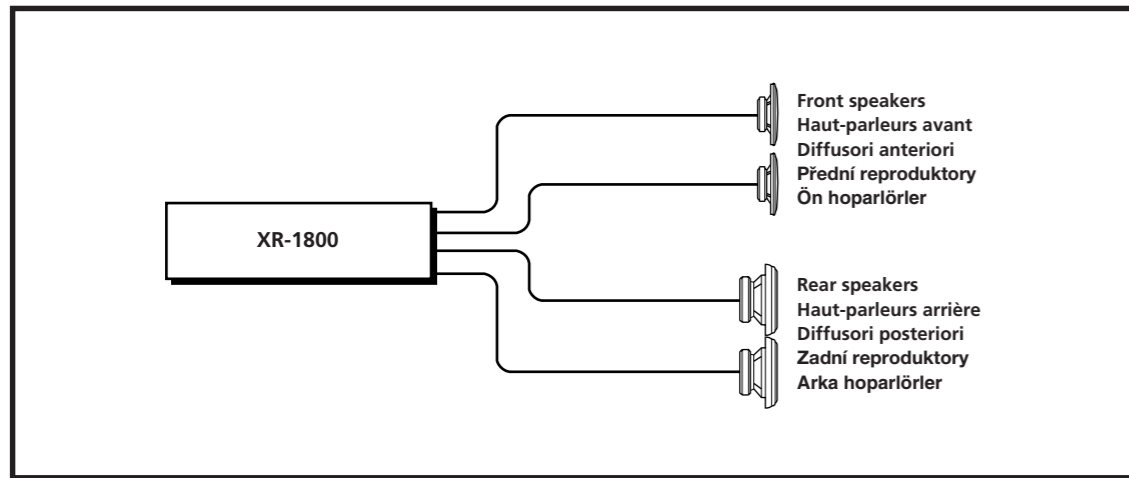 XR-1800
Front speakers
Haut-parleurs avant
Diffusori anteriori
Přední reproduktory
Ön hoparlörler
Rear speakers
Haut-parleurs arrière
Diffusori posteriori
Zadní reproduktory
Arka hoparlörler